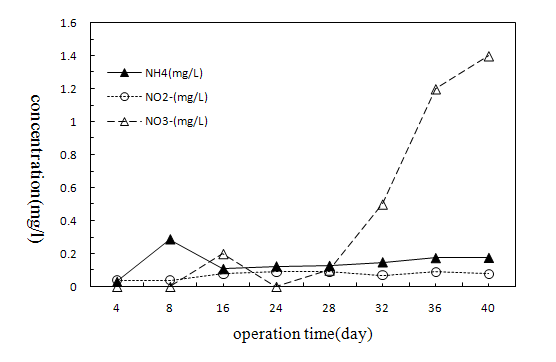 1.6
1.4
1.2
1
0.8
0.6
0.4
0.2
0
concentration(mg/l)
NH4(mg/L)
NO2-(mg/L)
NO3-(mg/L)
4 8 16 24 28 32 36 40
operation time(day)